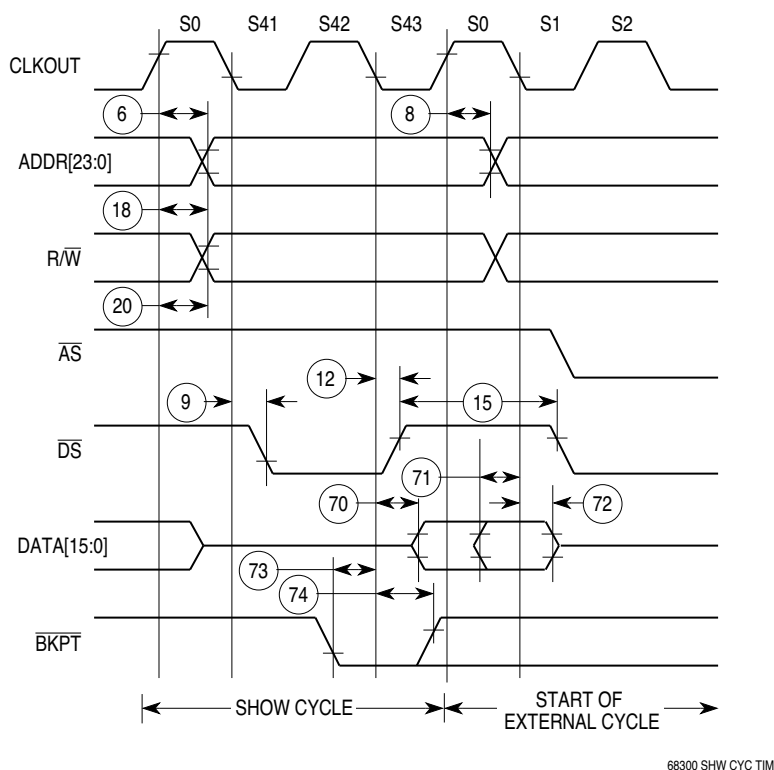 S0 S41 S42 S43 S0 S1 S2
CLKOUT
6 8
ADDR[23:0]
18
R/W
20
AS
12
9 15
DS
71
70 72
DATA[15:0]
73
74
BKPT
SHOW CYCLE
START OF
EXTERNAL CYCLE
68300 SHW CYC TIM